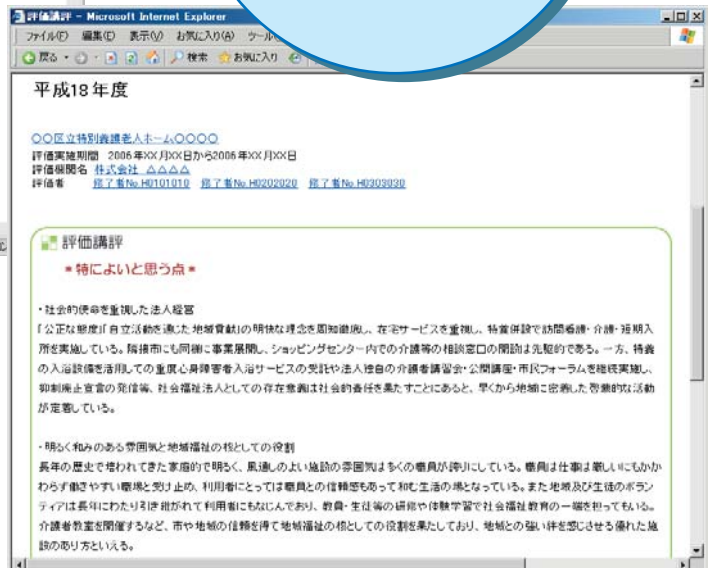 評価講評 - Microsoft Internet Explorer
ファイル(F) 編集(E) 表示(V) お気に入り(A) ツール
戻る 検索 お気に入り
平成18年度
〇〇区立特別養護老人ホーム〇〇〇〇
評価実施期間 2006年XX月XX日から2006年XX月XX日
評価機関名 株式会社 △△△△
評価者 修了者No.H0101010 修了者No.H0202020 修了者No.H0303030
評価講評
*特によいと思う点*
・社会的使命を重視した法人経営
「公正な態度」「自立活動を通じた地域貢献」の明快な理念を周知徹底し、在宅サービスを重視し、特養併設で訪問看護・介護・短期入
所を実施している。隣接市にも同様に事業展開し、ショッピングセンター内での介護等の相談窓口の開設は先駆的である。一方、特養
の入浴設備を活用しての重度心身障害者入浴サービスの受託や法人独自の介護者講習会・公開講座・市民フォーラムを継続実施し、
抑制廃止宣言の発信等、社会福祉法人としての存在意義は社会的責任を果たすことにあると、早くから地域に密着した啓蒙的な活動
が定着している。
・明るく和みのある雰囲気と地域福祉の核としての役割
長年の歴史で培われてきた家庭的で明るく、風通しのよい施設の雰囲気は多くの職員が誇りにしている。職員は仕事は厳しいにもかか
わらず働きやすい職場と受け止め、利用者にとっては職員との信頼感もあって和む生活の場となっている。また地域及び生徒のボラン
ティアは長年にわたり引き継がれて利用者にもなじんでおり、教員・生徒等の研修や体験学習で社会福祉教育の一端を担ってもいる。
介護者教室を開催するなど、市や地域の信頼を得て地域福祉の核としての役割を果たしており、地域との強い絆を感じさせる優れた施
設のあり方といえる。